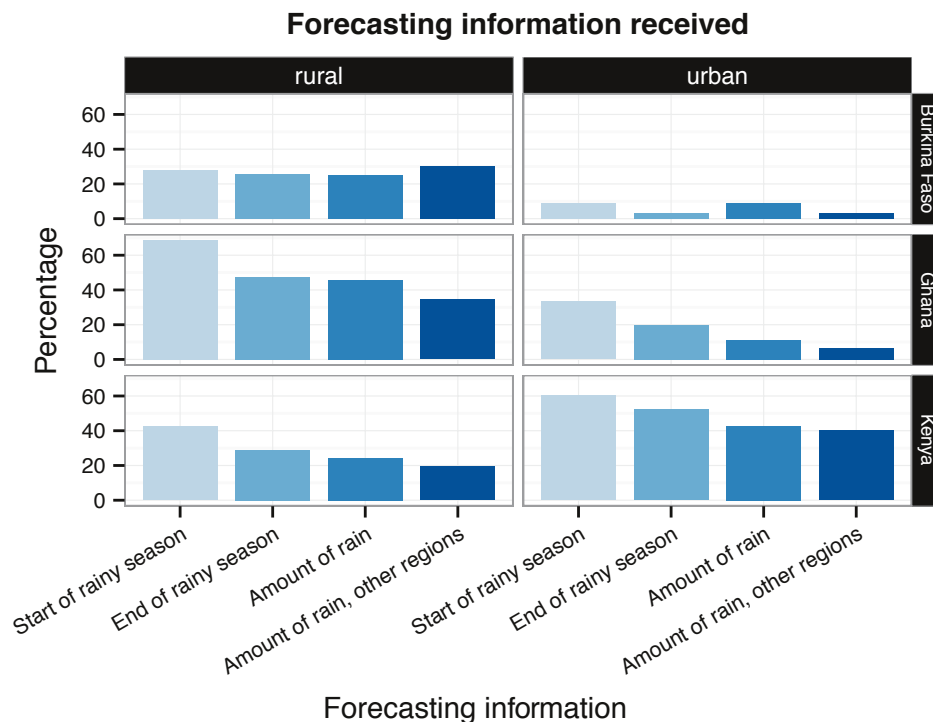 Forecasting information received
rural
urban
60
40
20
0
Burkina Faso
60
40
20
0
Ghana
60
40
20
0
Kenya
Percentage
Start of rainy season
End of rainy season
Amount of rain
Amount of rain, other regions
Start of rainy season
End of rainy season
Amount of rain
Amount of rain, other regions
Forecasting information